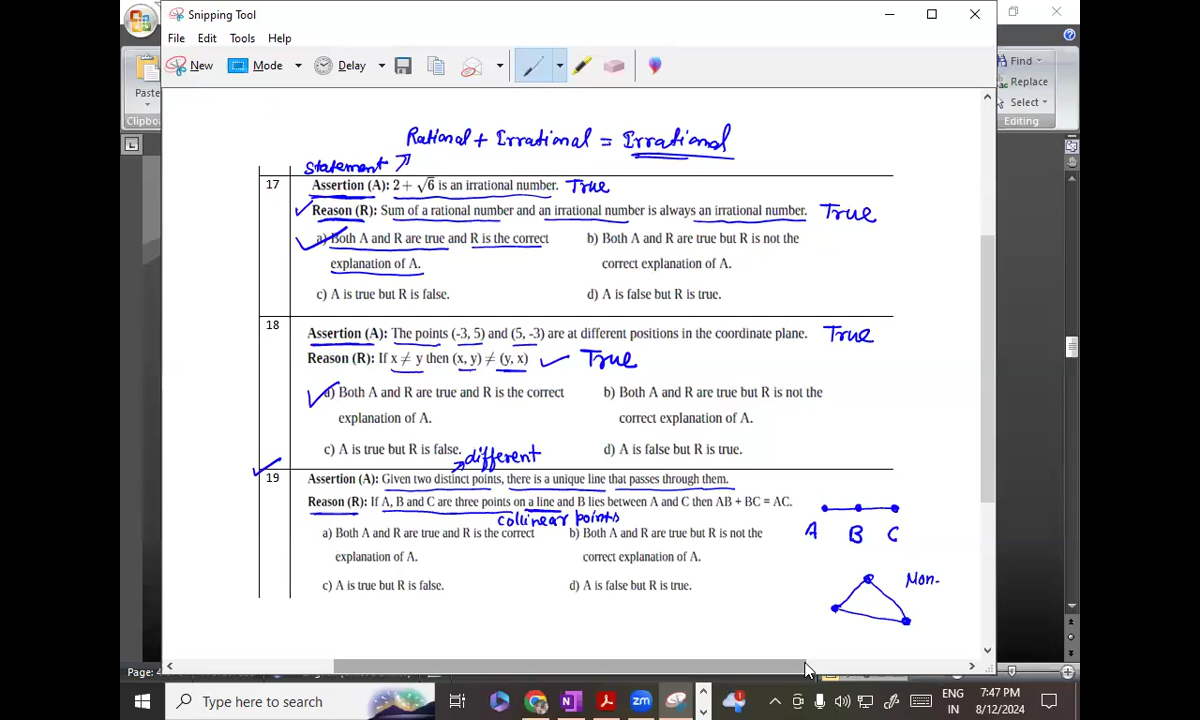 Snipping Tool
File Edit Tools Help
New Mode Delay
Find
Paste
Replace
Select
Clipbo
Editing
Rational + Irrational = Irrational
Statement
17 Assertion (A): 2 + √6 is an irrational number. True
Reason (R): Sum of a rational number and an irrational number is always an irrational number. True
a) Both A and R are true and R is the correct b) Both A and R are true but R is not the
explanation of A. correct explanation of A.
c) A is true but R is false. d) A is false but R is true.
18 Assertion (A): The points (-3, 5) and (5, -3) are at different positions in the coordinate plane. True
Reason (R): If x ≠ y then (x, y) ≠ (y, x) True
a) Both A and R are true and R is the correct b) Both A and R are true but R is not the
explanation of A. correct explanation of A.
c) A is true but R is false. d) A is false but R is true.
different
19 Assertion (A): Given two distinct points, there is a unique line that passes through them.
Reason (R): If A, B and C are three points on a line and B lies between A and C then AB + BC = AC.
collinear points
a) Both A and R are true and R is the correct b) Both A and R are true but R is not the
explanation of A. correct explanation of A.
c) A is true but R is false. d) A is false but R is true.
A B C
Mon-
Page: 4
Type here to search
ENG 7:47 PM
IN 8/12/2024